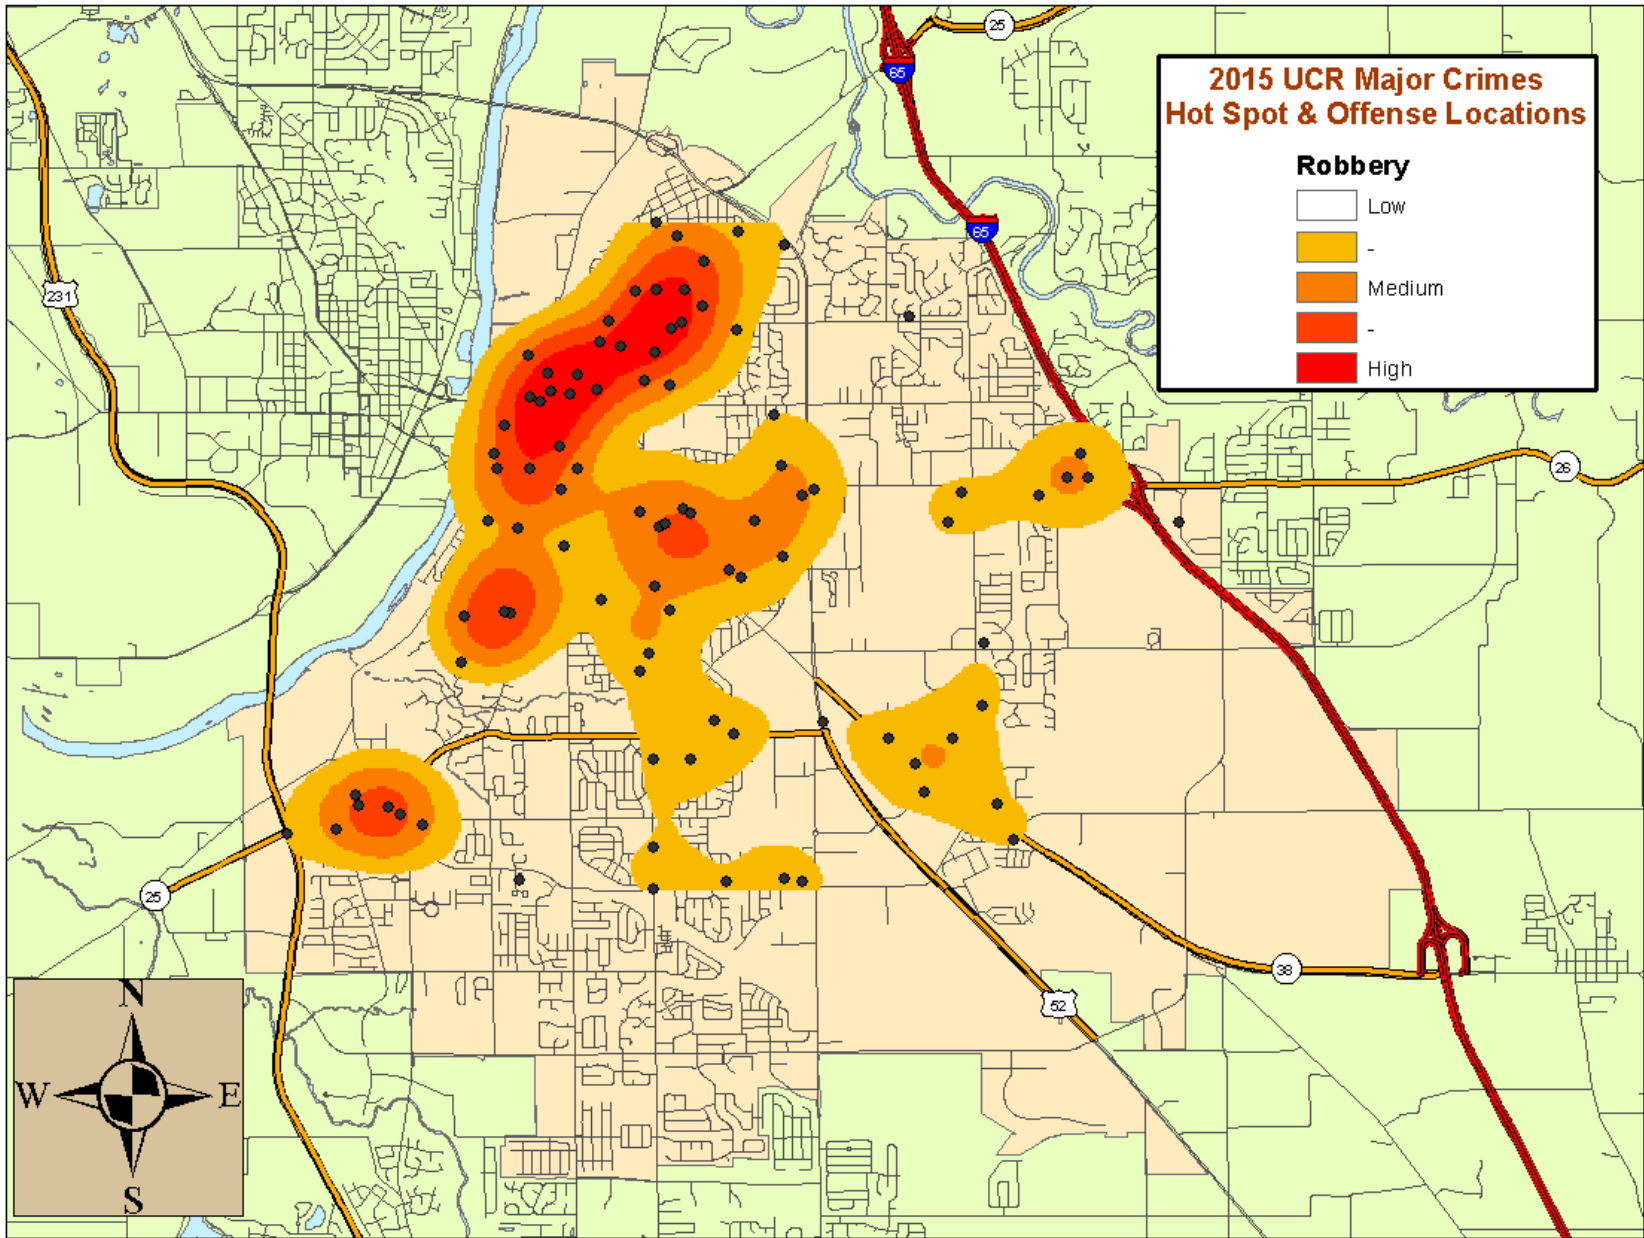 25
65
2015 UCR Major Crimes
Hot Spot & Offense Locations
Robbery
Low
-
Medium
-
High
65
231
26
25
38
52
N
W E
S